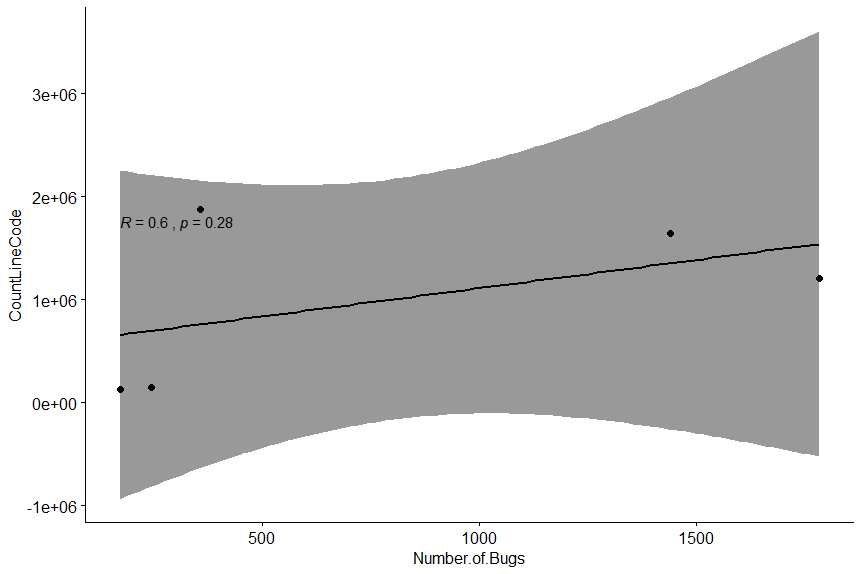 3e+06
2e+06
R = 0.6 , p = 0.28
CountLineCode
1e+06
0e+00
-1e+06
500 1000 1500
Number.of.Bugs